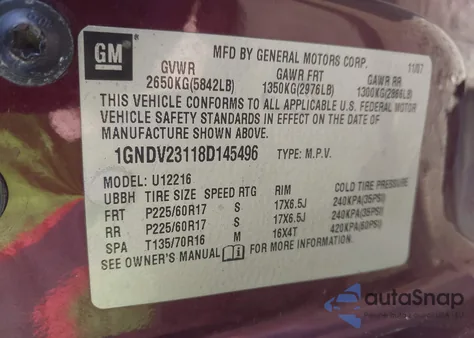 GM
MFD BY GENERAL MOTORS CORP. 11/07
GVWR GAWR FRT GAWR RR
2650KG(5842LB) 1350KG(2976LB) 1300KG(2866LB)
THIS VEHICLE CONFORMS TO ALL APPLICABLE U.S. FEDERAL MOTOR
VEHICLE SAFETY STANDARDS IN EFFECT ON THE DATE OF
MANUFACTURE SHOWN ABOVE.
1GNDV23118D145496 TYPE: M.P.V.
MODEL: U12216
UBBH TIRE SIZE SPEED RTG RIM COLD TIRE PRESSURE
FRT P225/60R17 S 17X6.5J 240KPA(35PSI)
RR P225/60R17 S 17X6.5J 240KPA(35PSI)
SPA T135/70R16 M 16X4T 420KPA(60PSI)
SEE OWNER'S MANUAL FOR MORE INFORMATION.
autaSnap